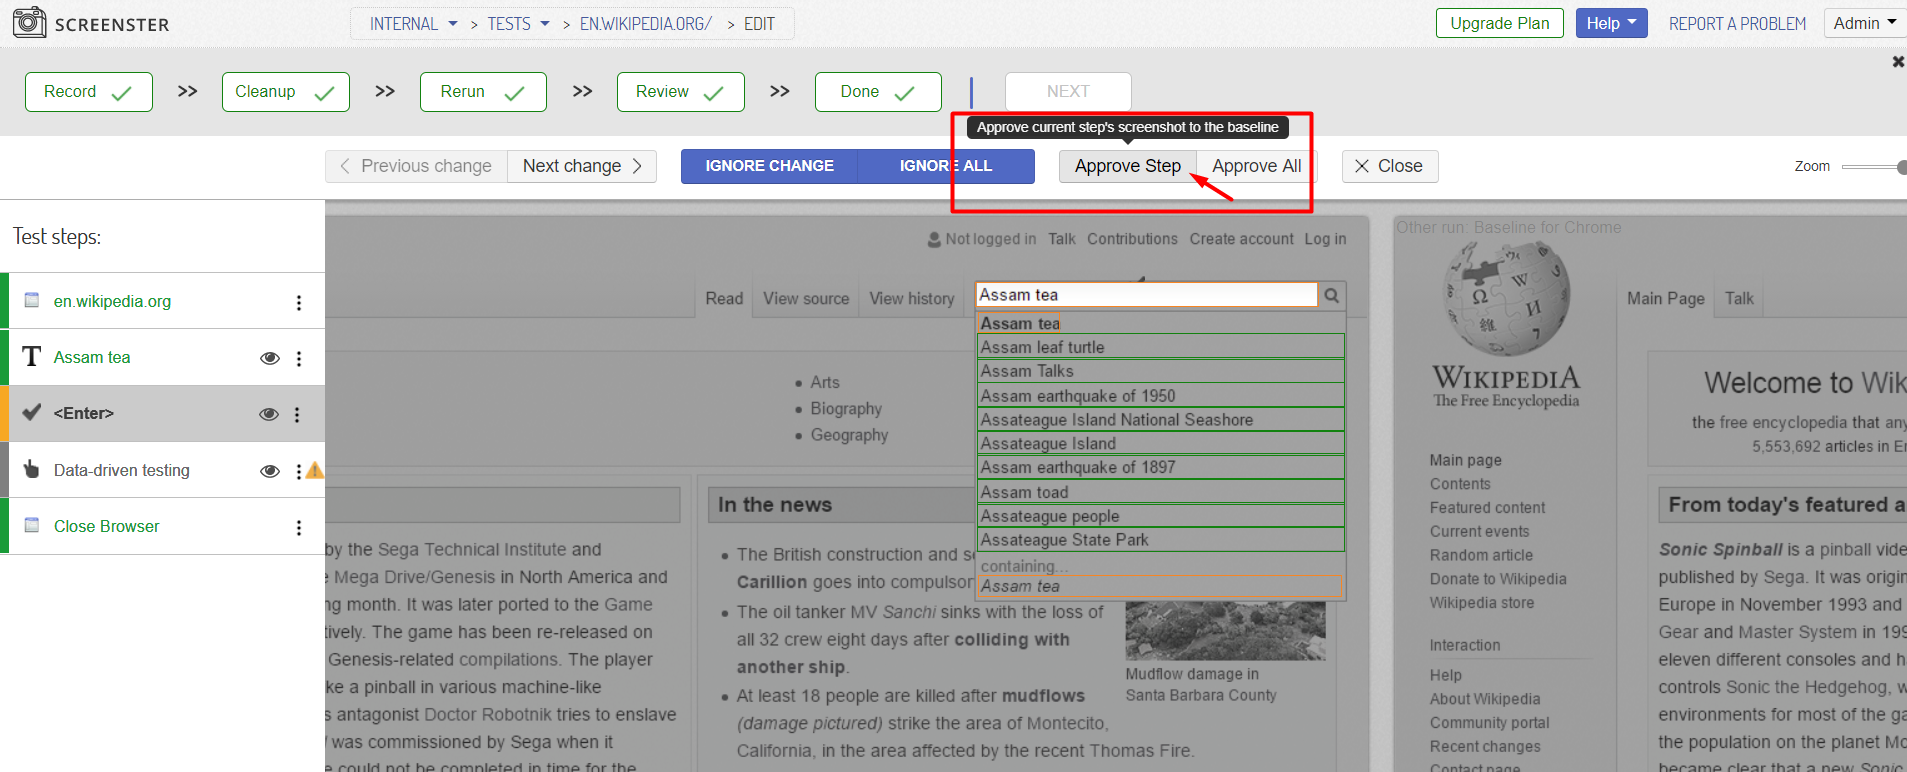 SCREENSTER
INTERNAL > TESTS > EN.WIKIPEDIA.ORG/ > EDIT
Upgrade Plan
Help
REPORT A PROBLEM
Admin
Record >> Cleanup >> Rerun >> Review >> Done
NEXT
Approve current step's screenshot to the baseline
Previous change
Next change
IGNORE CHANGE
IGNORE ALL
Approve Step
Approve All
Close
Zoom
Test steps:
en.wikipedia.org
Assam tea
<Enter>
Data-driven testing
Close Browser
Not logged in Talk Contributions Create account Log in
Read View source View history
Assam tea
Assam tea
Assam leaf turtle
Assam Talks
Assam earthquake of 1950
Assateague Island National Seashore
Assateague Island
Assam earthquake of 1897
Assam toad
Assateague people
Assateague State Park
containing...
Assam tea
• Arts
• Biography
• Geography
by the Sega Technical Institute and
e Mega Drive/Genesis in North America and
ng month. It was later ported to the Game
tively. The game has been re-released on
Genesis-related compilations. The player
ke a pinball in various machine-like
s antagonist Doctor Robotnik tries to enslave
l was commissioned by Sega when it
e could not be completed in time for the
In the news
• The British construction and se
Carillion goes into compulsor
• The oil tanker MV Sanchi sinks with the loss of
all 32 crew eight days after colliding with
another ship.
• At least 18 people are killed after mudflows
(damage pictured) strike the area of Montecito,
California, in the area affected by the recent Thomas Fire.
Mudflow damage in
Santa Barbara County
Other run: Baseline for Chrome
WIKIPEDIA
The Free Encyclopedia
Main page
Contents
Featured content
Current events
Random article
Donate to Wikipedia
Wikipedia store
Interaction
Help
About Wikipedia
Community portal
Recent changes
Contact page
Main Page Talk
Welcome to Wik
the free encyclopedia that any
5,553,692 articles in En
From today's featured a
Sonic Spinball is a pinball vide
published by Sega. It was origin
Europe in November 1993 and
Gear and Master System in 199
eleven different consoles and h
controls Sonic the Hedgehog, w
environments for most of the ga
the population on the planet Mo
became clear that a new Sonic